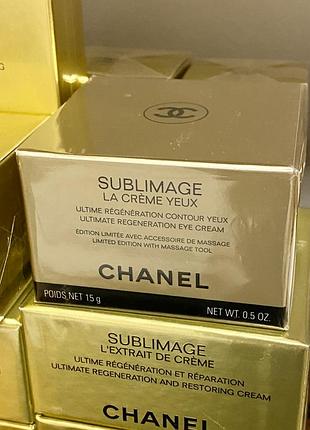 G
SUBLIMAGE
LA CRÈME YEUX
ULTIME RÉGÉNÉRATION CONTOUR YEUX
ULTIMATE REGENERATION EYE CREAM
EDITION LIMITÉE AVEC ACCESSOIRE DE MASSAGE
LIMITED EDITION WITH MASSAGE TOOL
CHANEL
POIDS NET 15 g
NET WT. 0.5 OZ.
SUBLIMAGE
L'EXTRAIT DE CRÈME
ULTIME RÉGÉNÉRATION ET RÉPARATION
ULTIMATE REGENERATION AND RESTORING CREAM
CHANEL